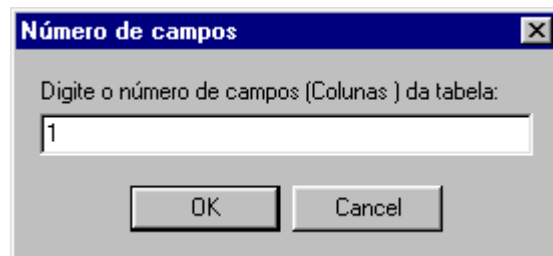 Número de campos
Digite o número de campos (Colunas ) da tabela:
1
OK Cancel